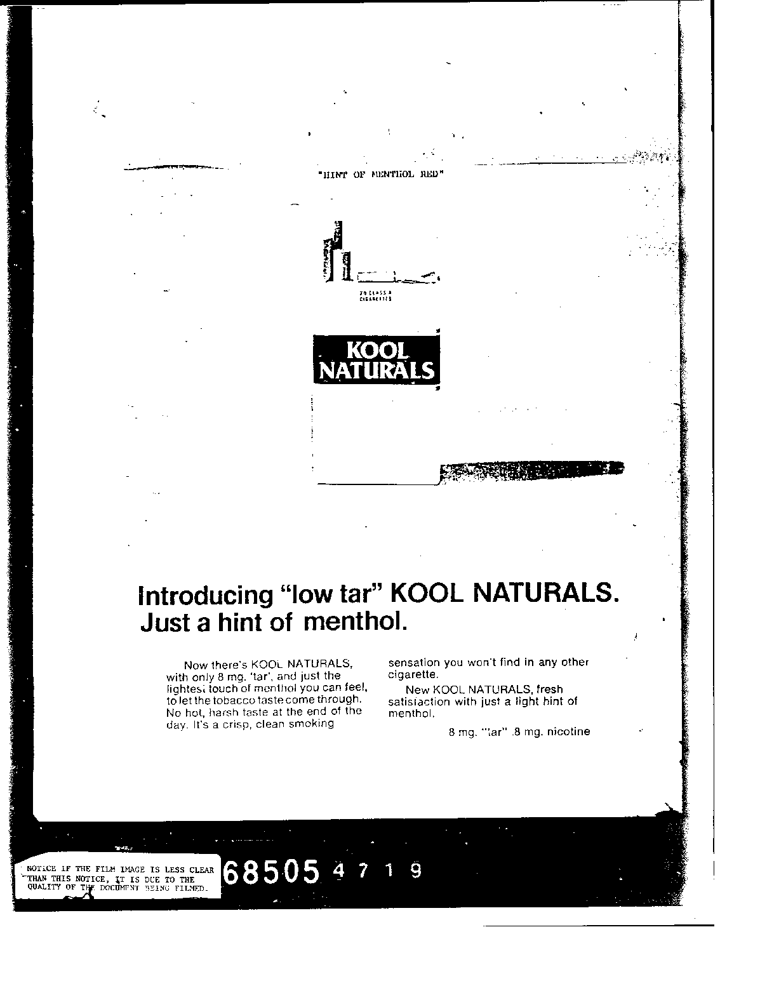 "HINT OF MENTHOL RED"
20 CLASS A
CIGARETTES
KOOL
NATURALS
Introducing “low tar” KOOL NATURALS.
Just a hint of menthol.
Now there's KOOL NATURALS,
with only 8 mg. 'tar', and just the
lightest touch of menthol you can feel,
to let the tobacco taste come through.
No hot, harsh taste at the end of the
day. It's a crisp, clean smoking
sensation you won't find in any other
cigarette.
New KOOL NATURALS, fresh
satisfaction with just a light hint of
menthol.
8 mg. "tar" .8 mg. nicotine
NOTICE IF THE FILM IMAGE IS LESS CLEAR
THAN THIS NOTICE, IT IS DUE TO THE
QUALITY OF THE DOCUMENT BEING FILMED.
68505 4719